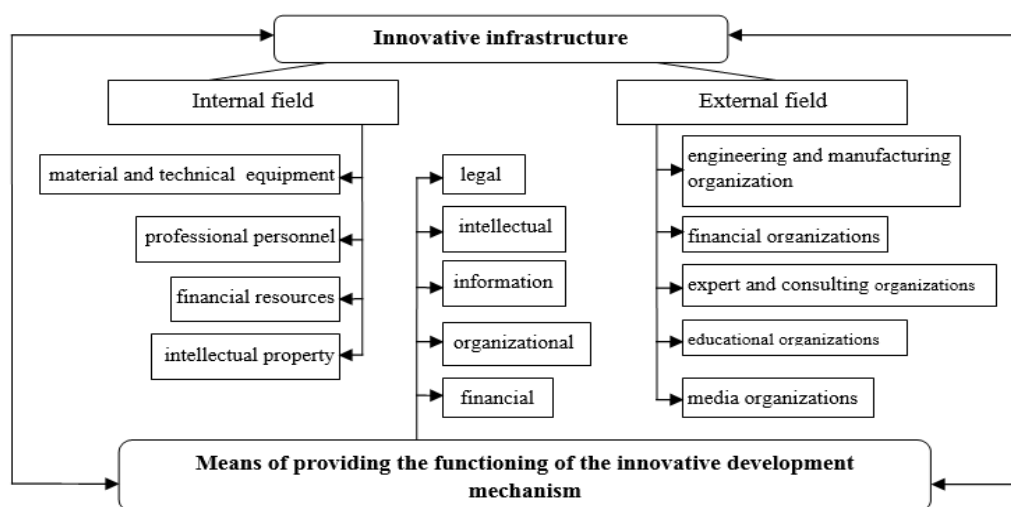 Innovative infrastructure
Internal field
External field
material and technical equipment
professional personnel
financial resources
intellectual property
legal
intellectual
information
organizational
financial
engineering and manufacturing
organization
financial organizations
expert and consulting organizations
educational organizations
media organizations
Means of providing the functioning of the innovative development
mechanism